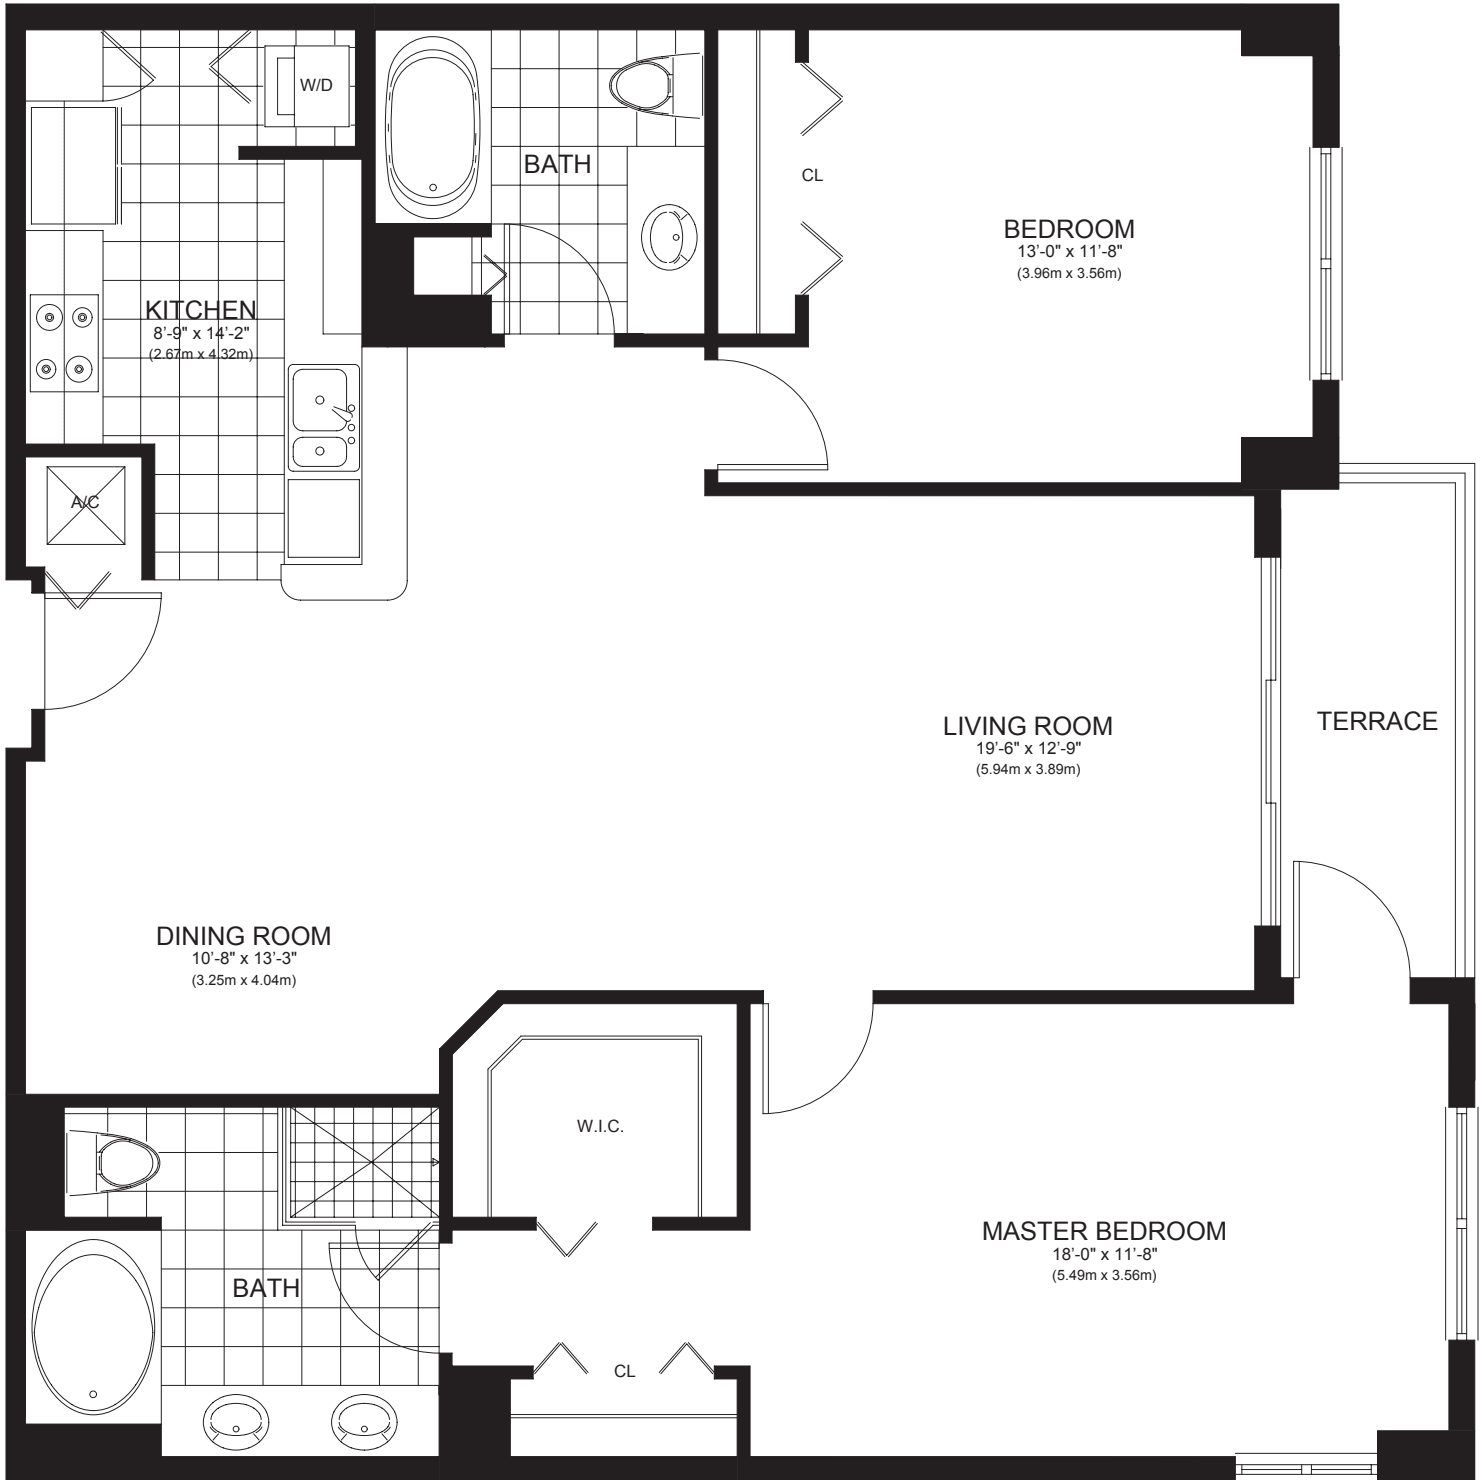 W/D
BATH
CL
BEDROOM
13'-0" x 11'-8"
(3.96m x 3.56m)
KITCHEN
8'-9" x 14'-2"
(2.67m x 4.32m)
A/C
LIVING ROOM
19'-6" x 12'-9"
(5.94m x 3.89m)
TERRACE
DINING ROOM
10'-8" x 13'-3"
(3.25m x 4.04m)
W.I.C.
MASTER BEDROOM
18'-0" x 11'-8"
(5.49m x 3.56m)
BATH
CL